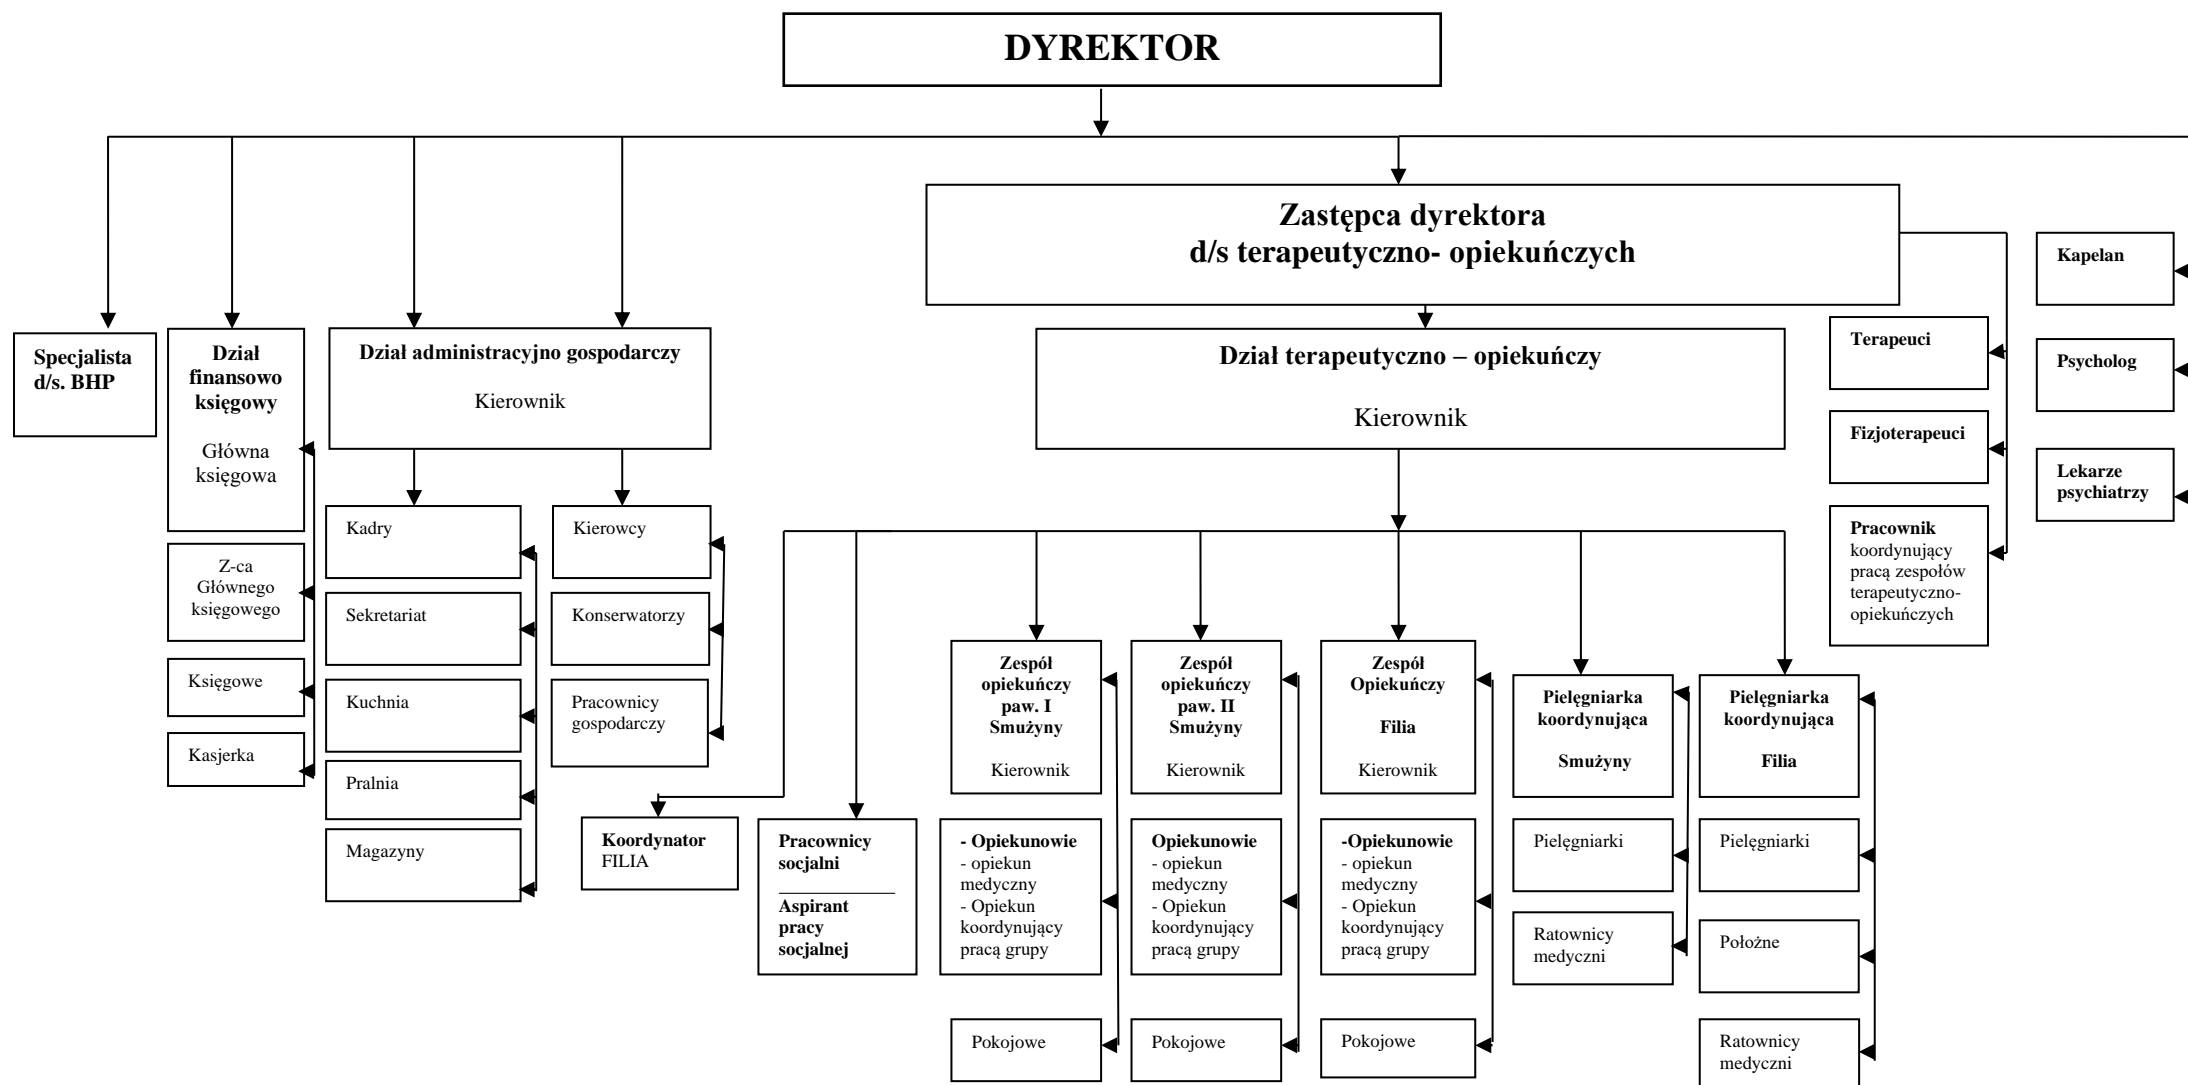 DYREKTOR
Zastępca dyrektora
d/s terapeutyczno- opiekuńczych
Kapelan
Psycholog
Lekarze
psychiatrzy
Terapeuci
Fizjoterapeuci
Pracownik
koordynujący
pracą zespołów
terapeutyczno-
opiekuńczych
Specjalista
d/s. BHP
Dział
finansowo
księgowy
Główna
księgowa
Z-ca
Głównego
księgowego
Księgowe
Kasjerka
Dział administracyjno gospodarczy
Kierownik
Kadry
Sekretariat
Kuchnia
Pralnia
Magazyny
Kierowcy
Konserwatorzy
Pracownicy
gospodarczy
Dział terapeutyczno – opiekuńczy
Kierownik
Koordynator
FILIA
Pracownicy
socjalni
Aspirant
pracy
socjalnej
Zespół
opiekuńczy
paw. I
Smużyny
Kierownik
- Opiekunowie
- opiekun
medyczny
- Opiekun
koordynujący
pracą grupy
Pokojowe
Zespół
opiekuńczy
paw. II
Smużyny
Kierownik
Opiekunowie
- opiekun
medyczny
- Opiekun
koordynujący
pracą grupy
Pokojowe
Zespół
Opiekuńczy
Filia
Kierownik
-Opiekunowie
- opiekun
medyczny
- Opiekun
koordynujący
pracą grupy
Pokojowe
Pielęgniarka
koordynująca
Smużyny
Pielęgniarki
Ratownicy
medyczni
Pielęgniarka
koordynująca
Filia
Pielęgniarki
Położne
Ratownicy
medyczni